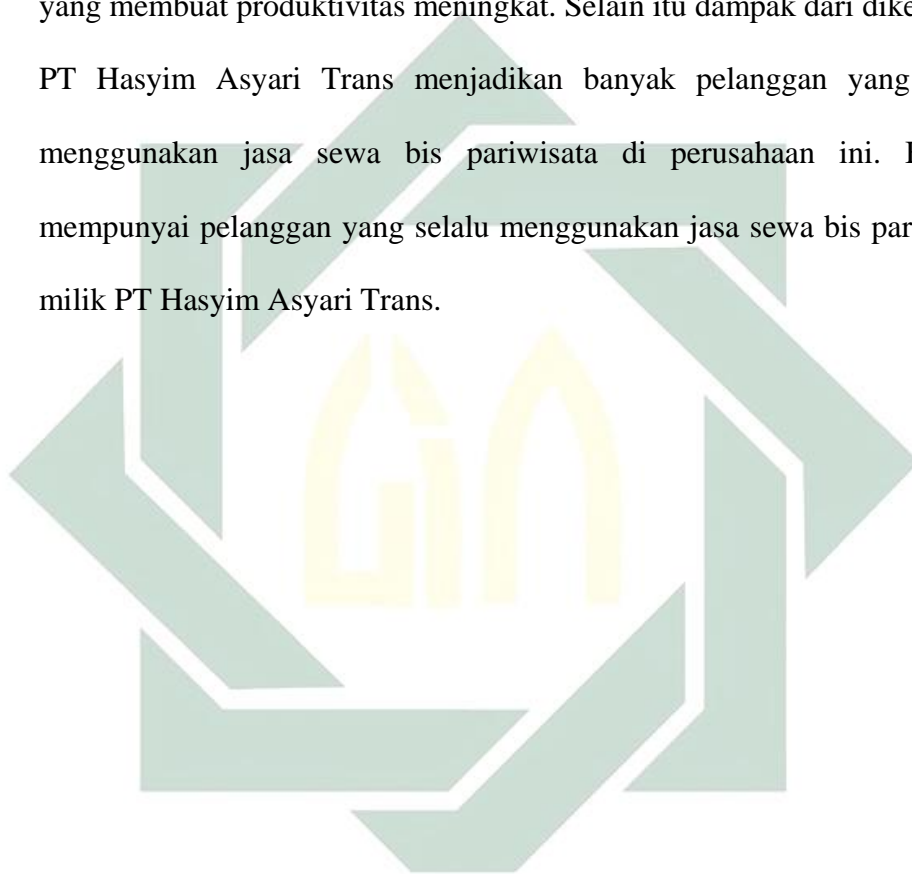 yang membuat produktivitas meningkat. Selain itu dampak dari
PT Hasyim Asyari Trans menjadikan banyak pelanggan yang
menggunakan jasa sewa bis pariwisata di perusahaan ini.
mempunyai pelanggan yang selalu menggunakan jasa sewa bis
milik PT Hasyim Asyari Trans.